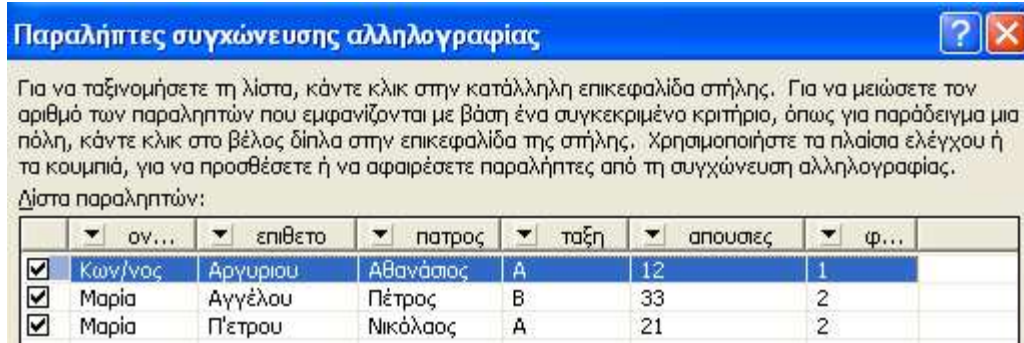 Παραλήπτες συγχώνευσης αλληλογραφίας
Για να ταξινομήσετε τη λίστα, κάντε κλικ στην κατάλληλη επικεφαλίδα στήλης. Για να μειώσετε τον
αριθμό των παραληπτών που εμφανίζονται με βάση ένα συγκεκριμένο κριτήριο, όπως για παράδειγμα μια
πόλη, κάντε κλικ στο βέλος δίπλα στην επικεφαλίδα της στήλης. Χρησιμοποιήστε τα πλαίσια ελέγχου ή
τα κουμπιά, για να προσθέσετε ή να αφαιρέσετε παραλήπτες από τη συγχώνευση αλληλογραφίας.
Λίστα παραληπτών:
ον... επιθετο πατρος ταξη απουσιες φ...
Κων/νος Αργυριου Αθανάσιος Α 12 1
Μαρία Αγγέλου Πέτρος Β 33 2
Μαρία Π'ετρου Νικόλαος Α 21 2